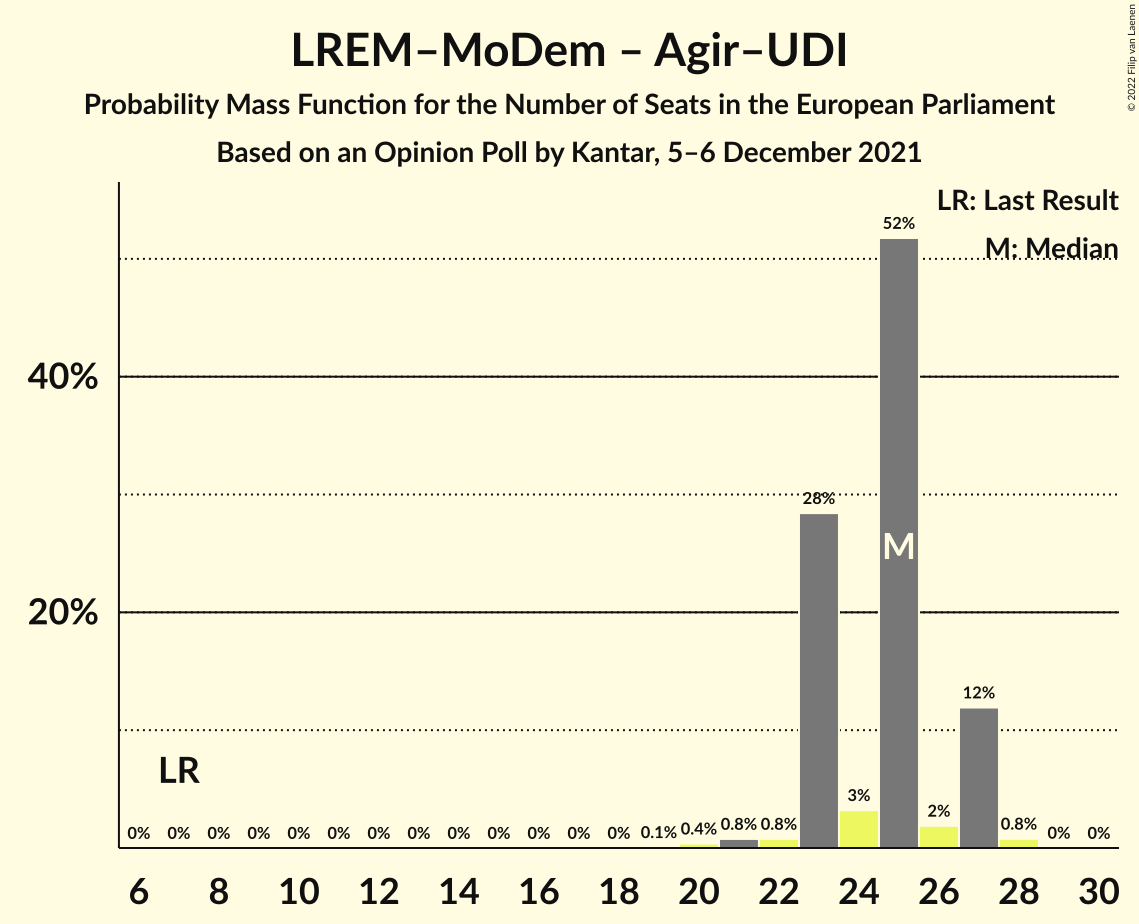 LREM–MoDem – Agir–UDI
Probability Mass Function for the Number of Seats in the European Parliament
Based on an Opinion Poll by Kantar, 5–6 December 2021
© 2022 Filip van Laenen
LR: Last Result
M: Median
52%
40%
28%
M
20%
12%
LR
3%
2%
0% 0% 0% 0% 0% 0% 0% 0% 0% 0% 0% 0% 0% 0.1% 0.4% 0.8% 0.8% 0.8% 0% 0%
6 8 10 12 14 16 18 20 22 24 26 28 30